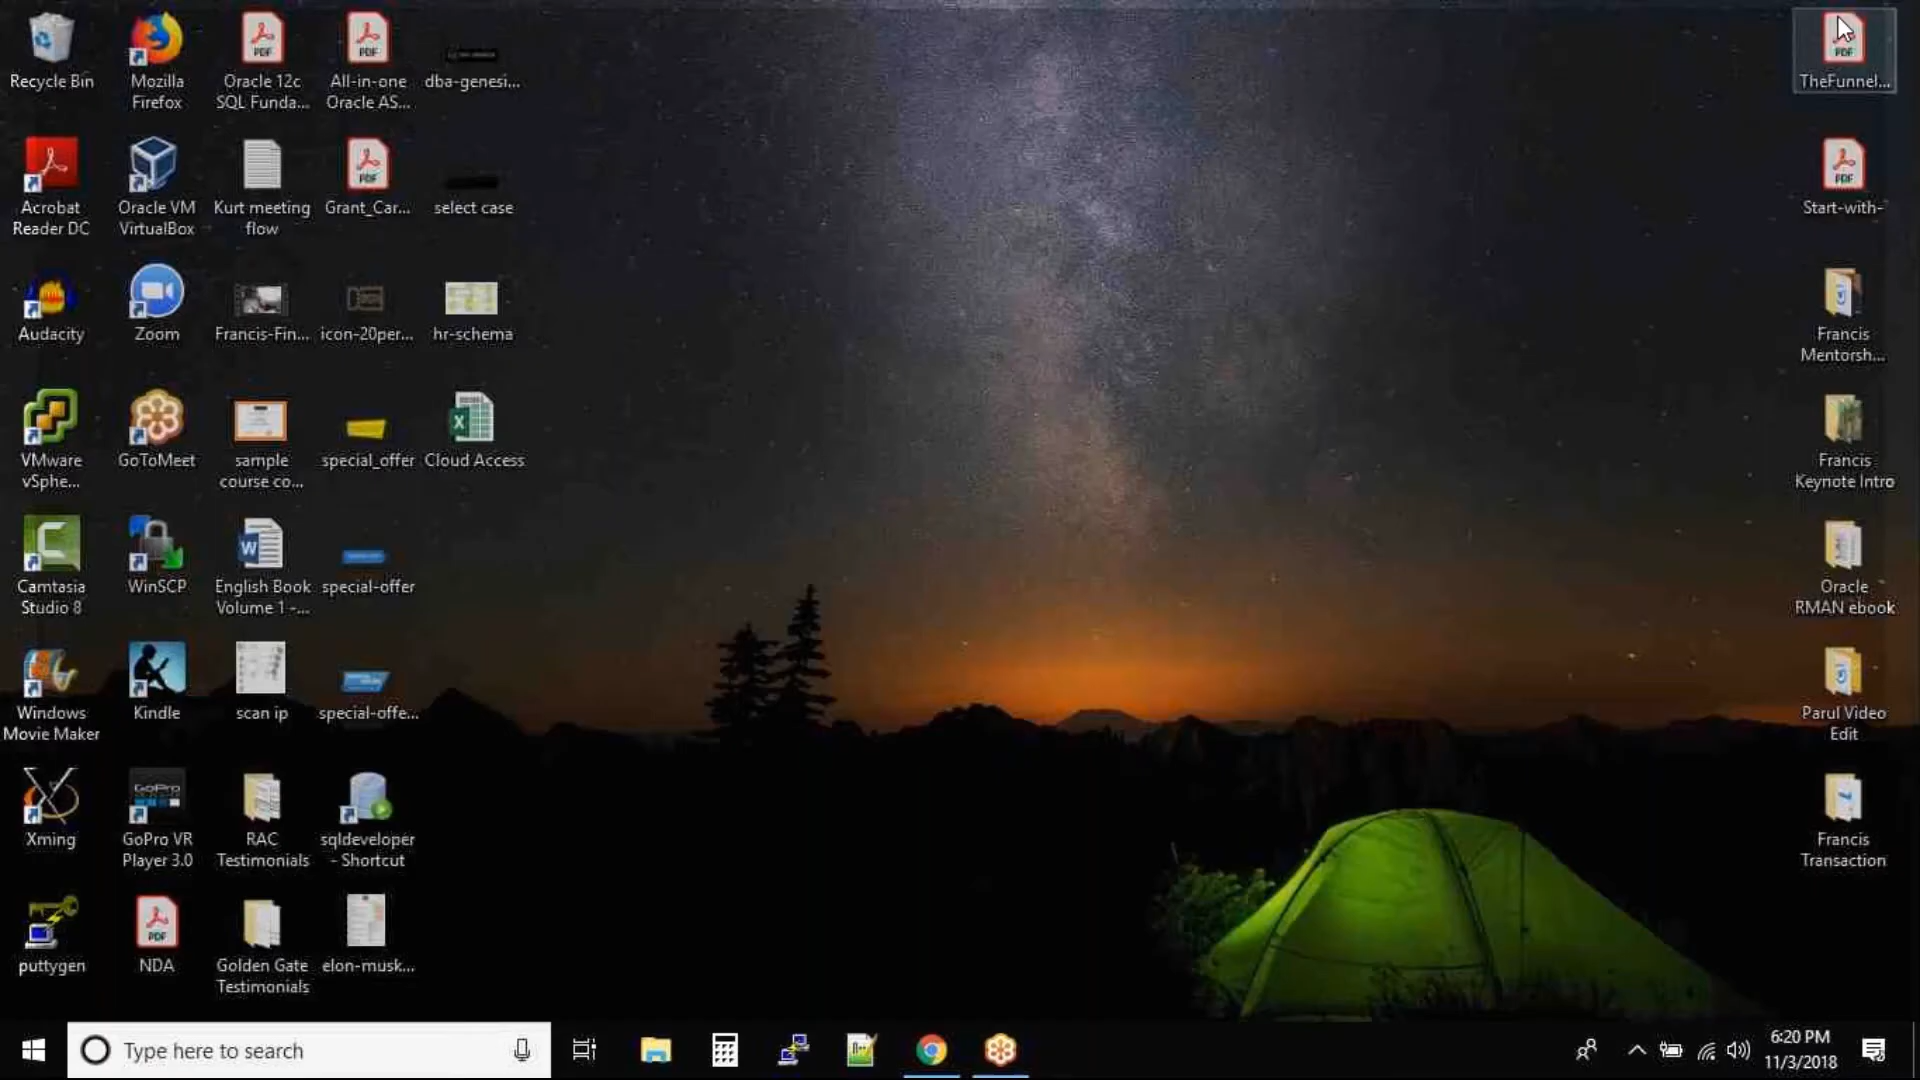 Recycle Bin
Mozilla
Firefox
Oracle 12c
SQL Funda...
All-in-one
Oracle AS...
dba-genesi...
TheFunnel...
Acrobat
Reader DC
Oracle VM
VirtualBox
Kurt meeting
flow
Grant_Car...
select case
Start-with-
Audacity
Zoom
Francis-Fin...
icon-20per...
hr-schema
Francis
Mentorsh...
VMware
vSphe...
GoToMeet
sample
course co...
special_offer
Cloud Access
Francis
Keynote Intro
Camtasia
Studio 8
WinSCP
English Book
Volume 1 -...
special-offer
Oracle
RMAN ebook
Windows
Movie Maker
Kindle
scan ip
special-offe...
Parul Video
Edit
Xming
GoPro VR
Player 3.0
RAC
Testimonials
sqldeveloper
- Shortcut
Francis
Transaction
puttygen
NDA
Golden Gate
Testimonials
elon-musk...
Type here to search
6:20 PM
11/3/2018